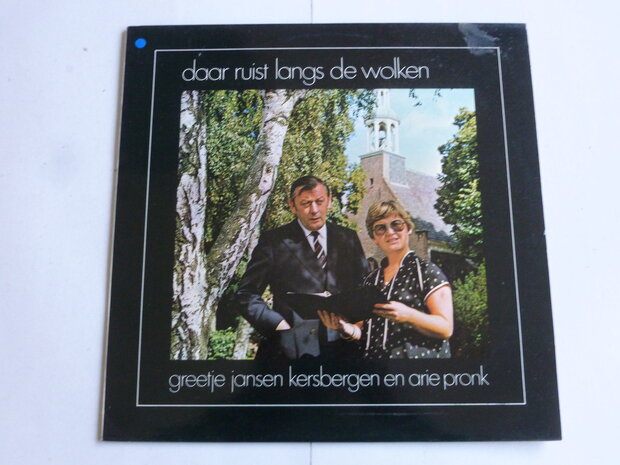 daar ruist langs de wolken
greetje jansen kersbergen en arie pronk